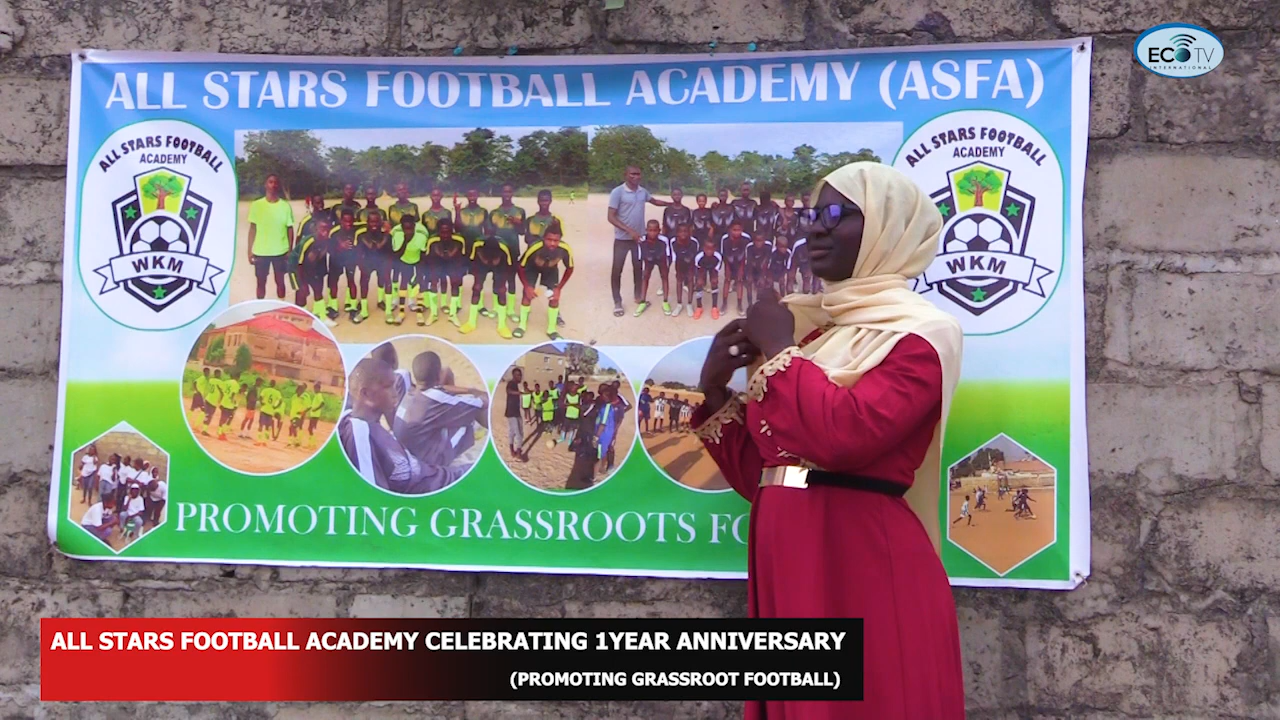 ECO TV
INTERNATIONAL
ALL STARS FOOTBALL ACADEMY (ASFA)
ALL STARS FOOTBALL
ACADEMY
WKM
ALL STARS FOOTBALL
ACADEMY
WKM
PROMOTING GRASSROOTS FO
ALL STARS FOOTBALL ACADEMY CELEBRATING 1YEAR ANNIVERSARY
(PROMOTING GRASSROOT FOOTBALL)